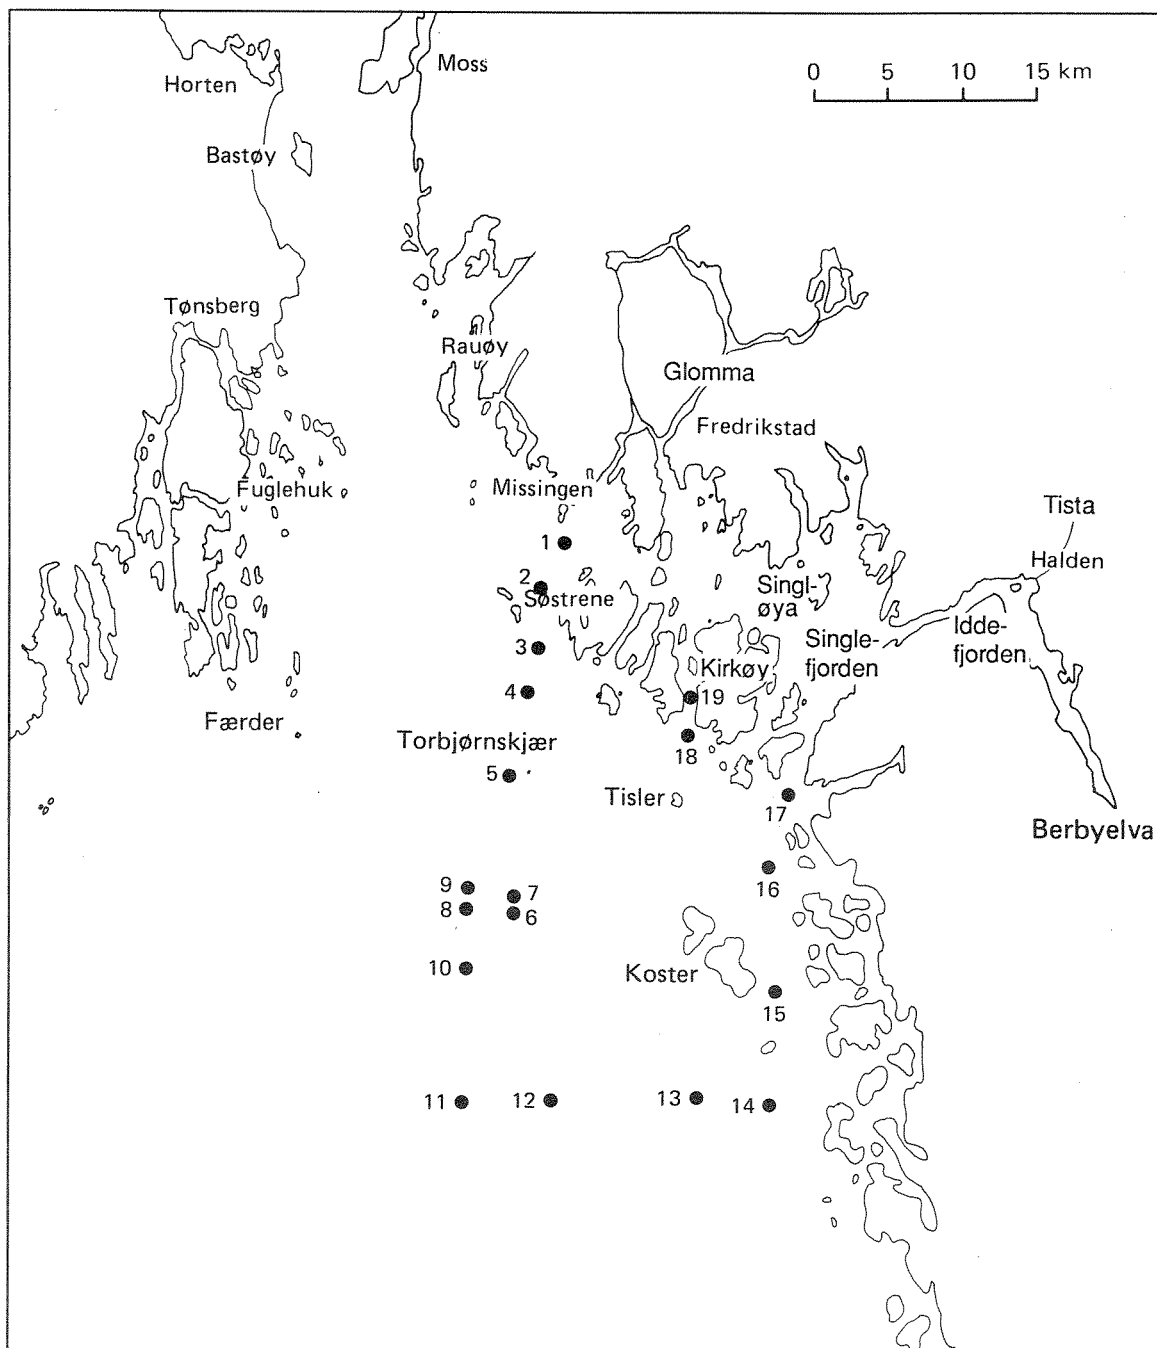 Moss
0 5 10 15 km
Horten
Bastøy
Tønsberg
Rauøy
Glomma
Fredrikstad
Fuglehuk
Missingen
Tista
1
Halden
2
Søstrene
Singl-
øya
Idde-
fjorden
3
Single-
fjorden
4
Kirkøy
19
Færder
Torbjørnskjær
18
5
Tisler
17
Berbyelva
16
9
7
8
6
10
Koster
15
11
12
13
14